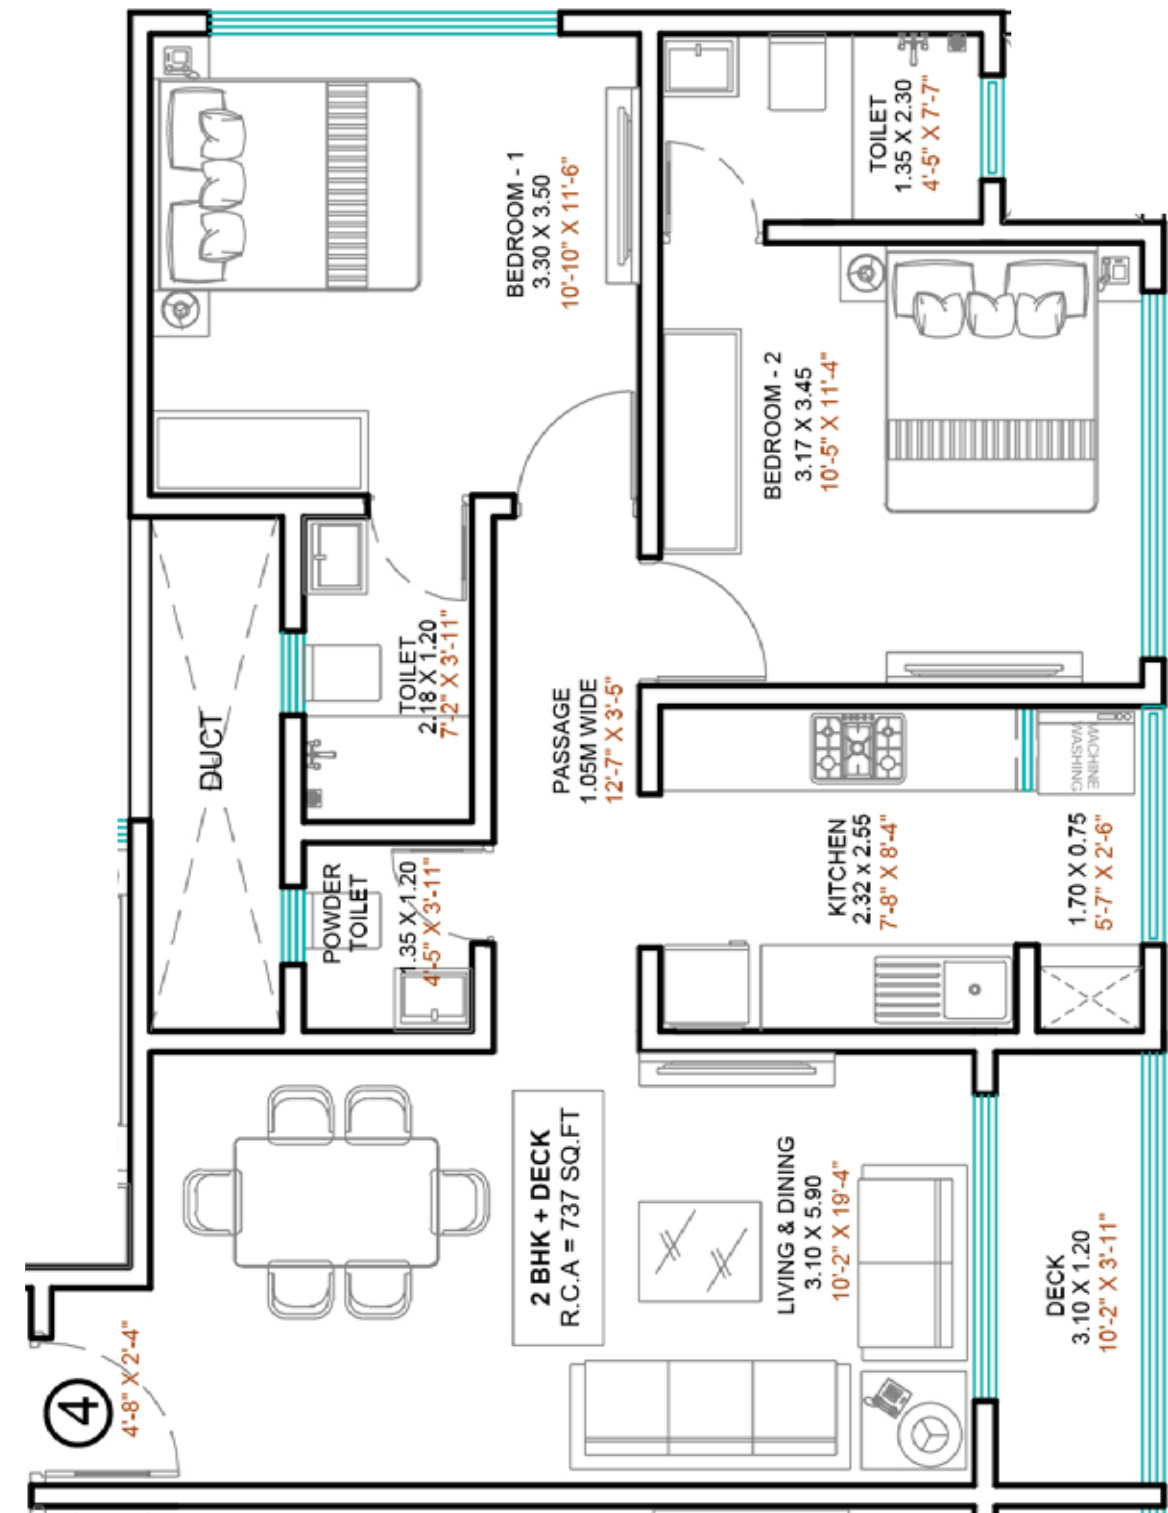 BEDROOM - 1
3.30 X 3.50
10'-10" X 11'-6"
TOILET
1.35 X 2.30
4'-5" X 7'-7"
BEDROOM - 2
3.17 X 3.45
10'-5" X 11'-4"
TOILET
2.18 X 1.20
7'-2" X 3'-11"
DUCT
PASSAGE
1.05M WIDE
12'-7" X 3'-5"
WASHING
MACHINE
POWDER
TOILET
1.35 X 1.20
4'-5" X 3'-11"
KITCHEN
2.32 x 2.55
7'-8" X 8'-4"
1.70 X 0.75
5'-7" X 2'-6"
2 BHK + DECK
R.C.A = 737 SQ.FT
LIVING & DINING
3.10 X 5.90
10'-2" X 19'-4"
DECK
3.10 X 1.20
10'-2" X 3'-11"
4
4'-8" X 2'-4"